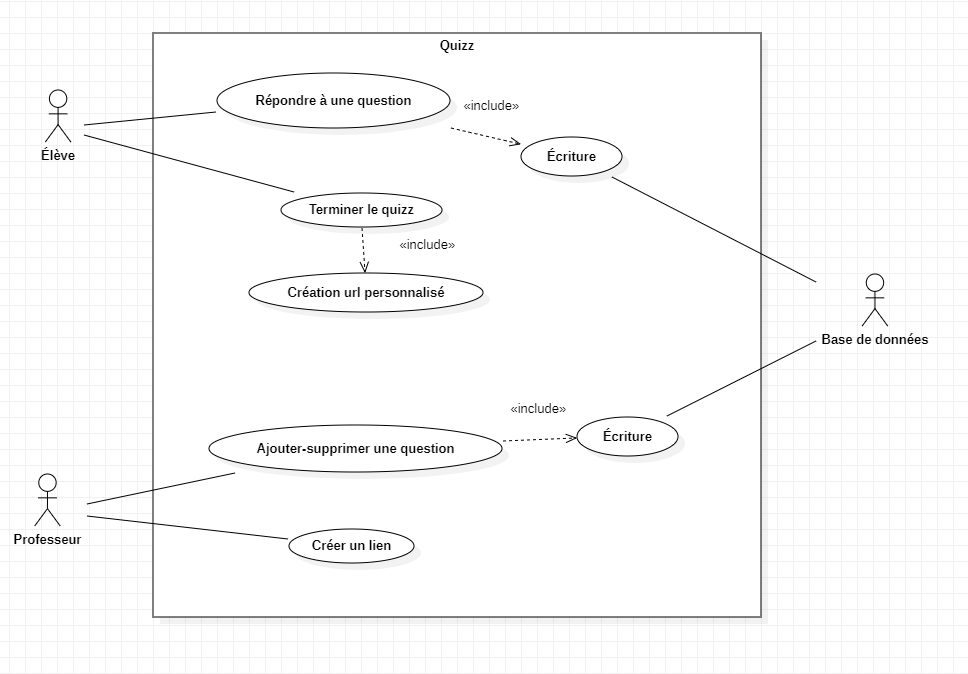 Quizz
Répondre à une question
«include»
Élève
Écriture
Terminer le quizz
«include»
Création url personnalisé
Base de données
«include»
Écriture
Ajouter-supprimer une question
Professeur
Créer un lien